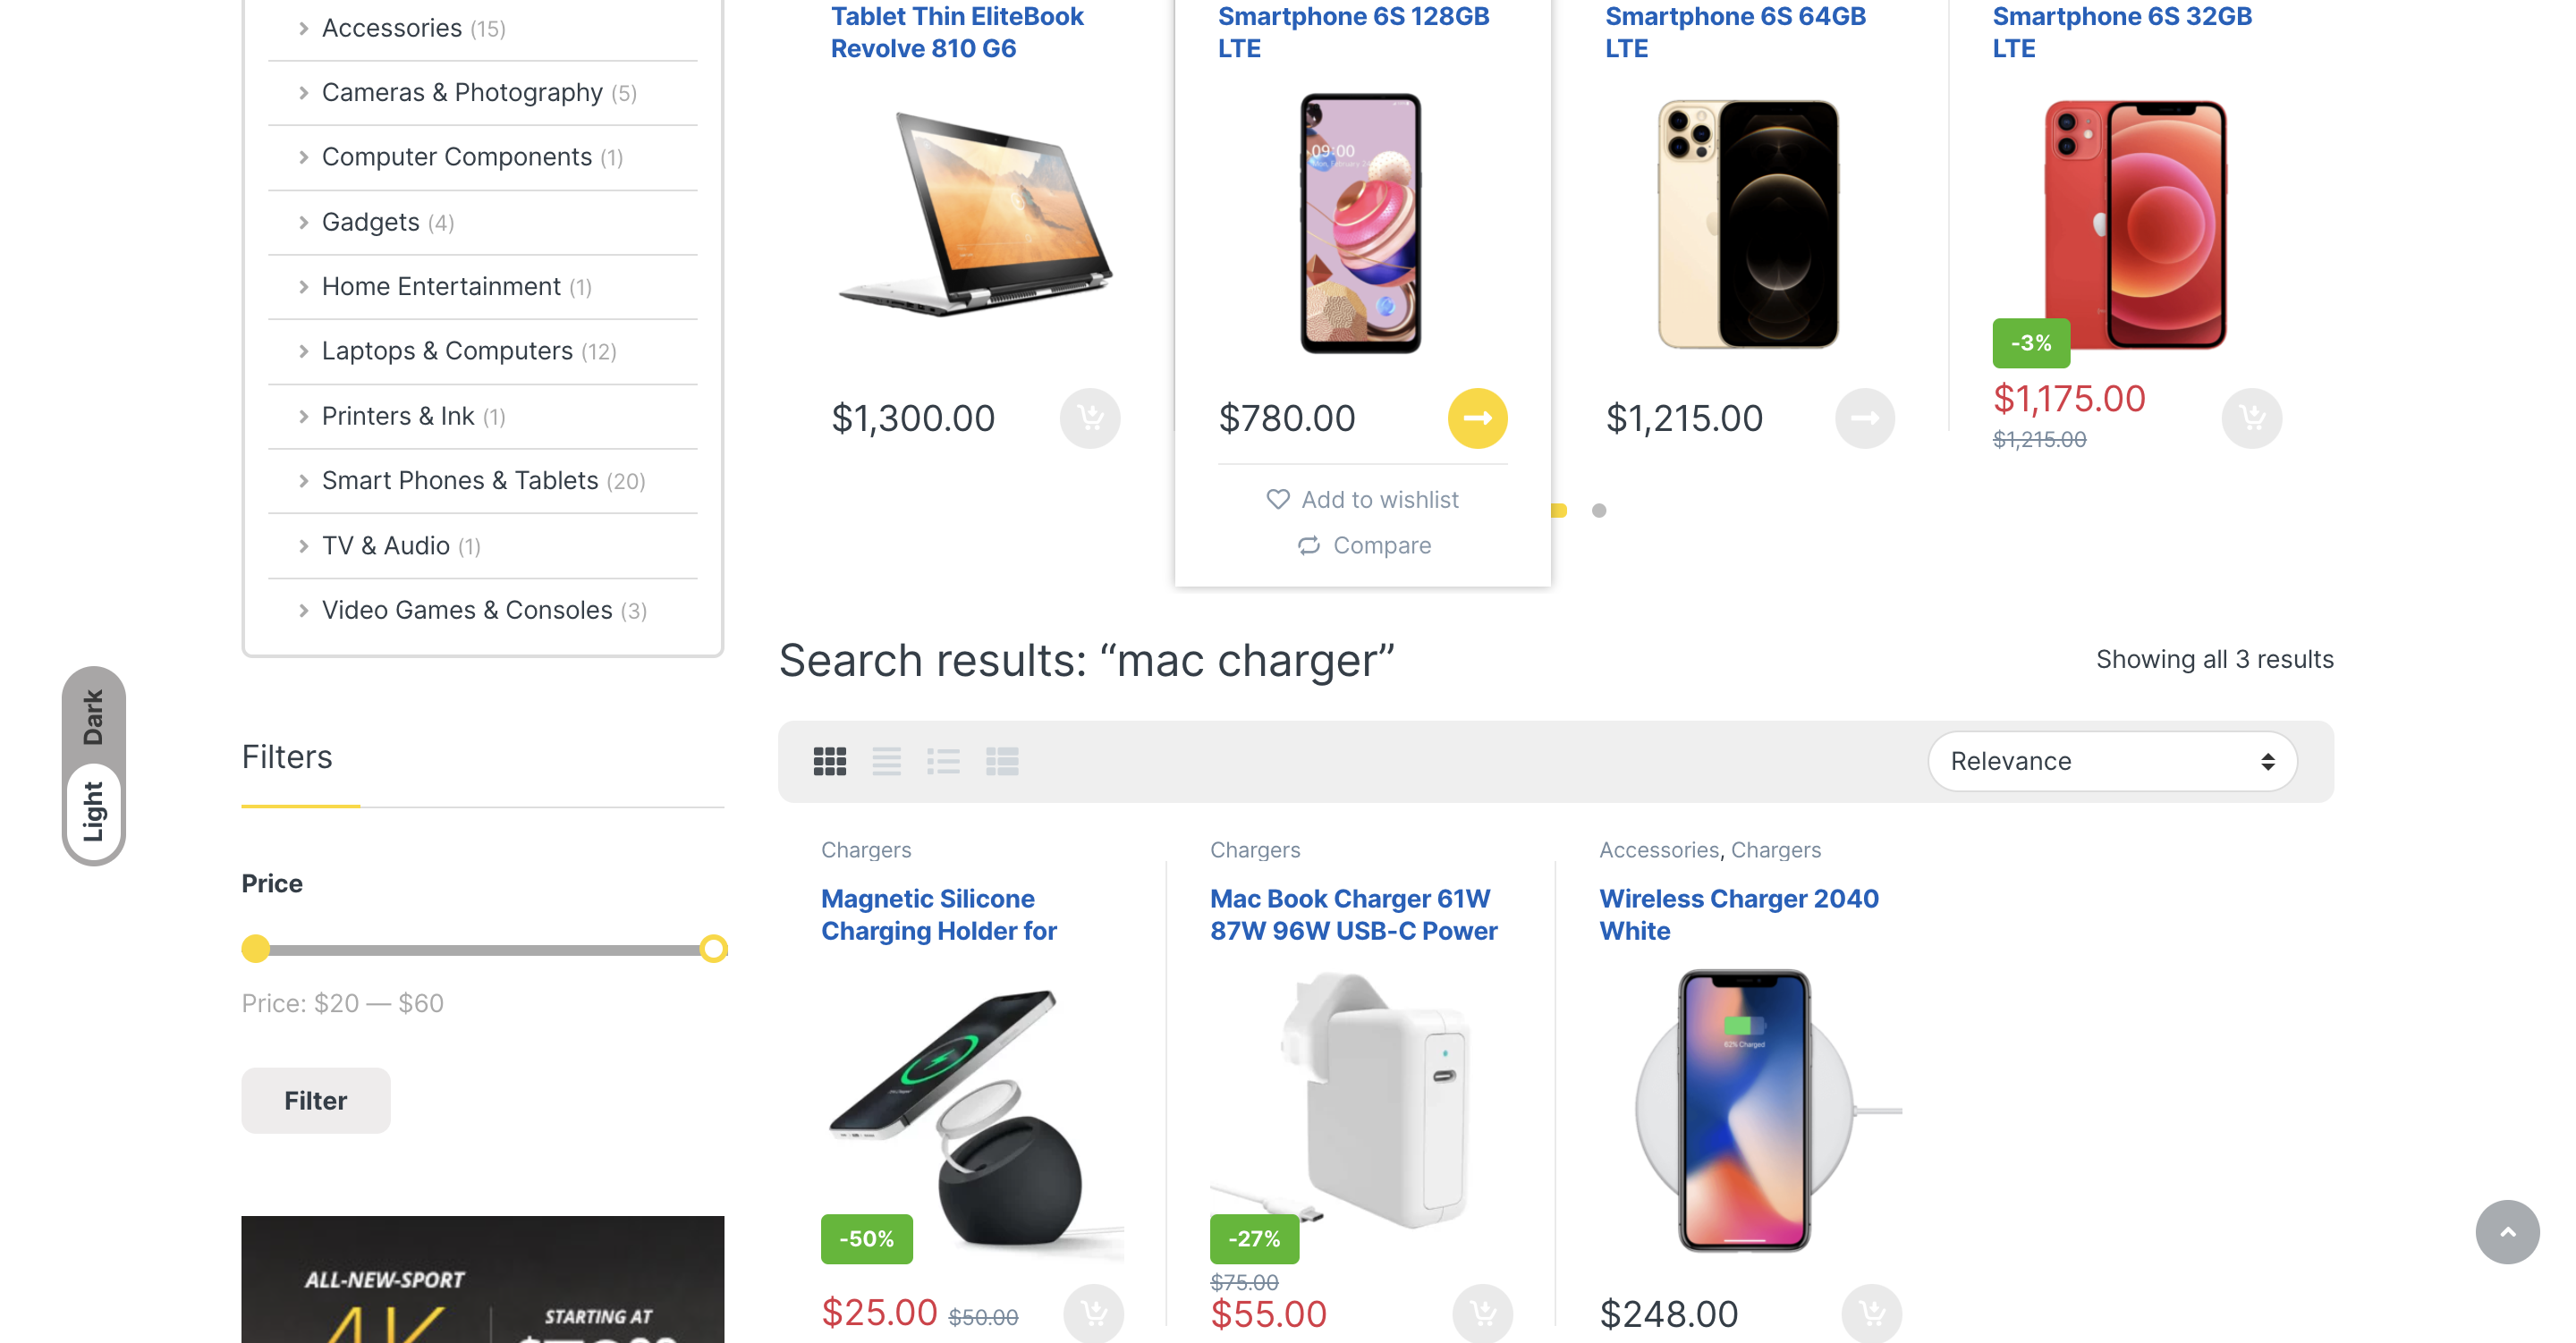 Accessories (15)
Cameras & Photography (5)
Computer Components (1)
Gadgets (4)
Home Entertainment (1)
Laptops & Computers (12)
Printers & Ink (1)
Smart Phones & Tablets (20)
TV & Audio (1)
Video Games & Consoles (3)
Dark
Light
Filters
Price
Price: $20 — $60
Filter
ALL-NEW-SPORT
4K
STARTING AT
Tablet Thin EliteBook
Revolve 810 G6
$1,300.00
Smartphone 6S 128GB
LTE
09:00
$780.00
Add to wishlist
Compare
Smartphone 6S 64GB
LTE
$1,215.00
Smartphone 6S 32GB
LTE
-3%
$1,175.00
$1,215.00
Search results: “mac charger”
Showing all 3 results
Relevance
Chargers
Magnetic Silicone
Charging Holder for
-50%
$25.00 $50.00
Chargers
Mac Book Charger 61W
87W 96W USB-C Power
-27%
$75.00
$55.00
Accessories, Chargers
Wireless Charger 2040
White
62% Charged
$248.00